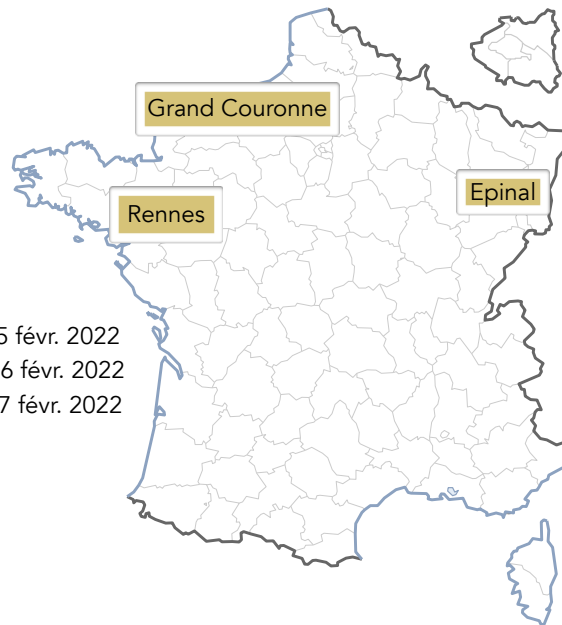 Grand Couronne
Epinal
Rennes
5 févr. 2022
6 févr. 2022
7 févr. 2022